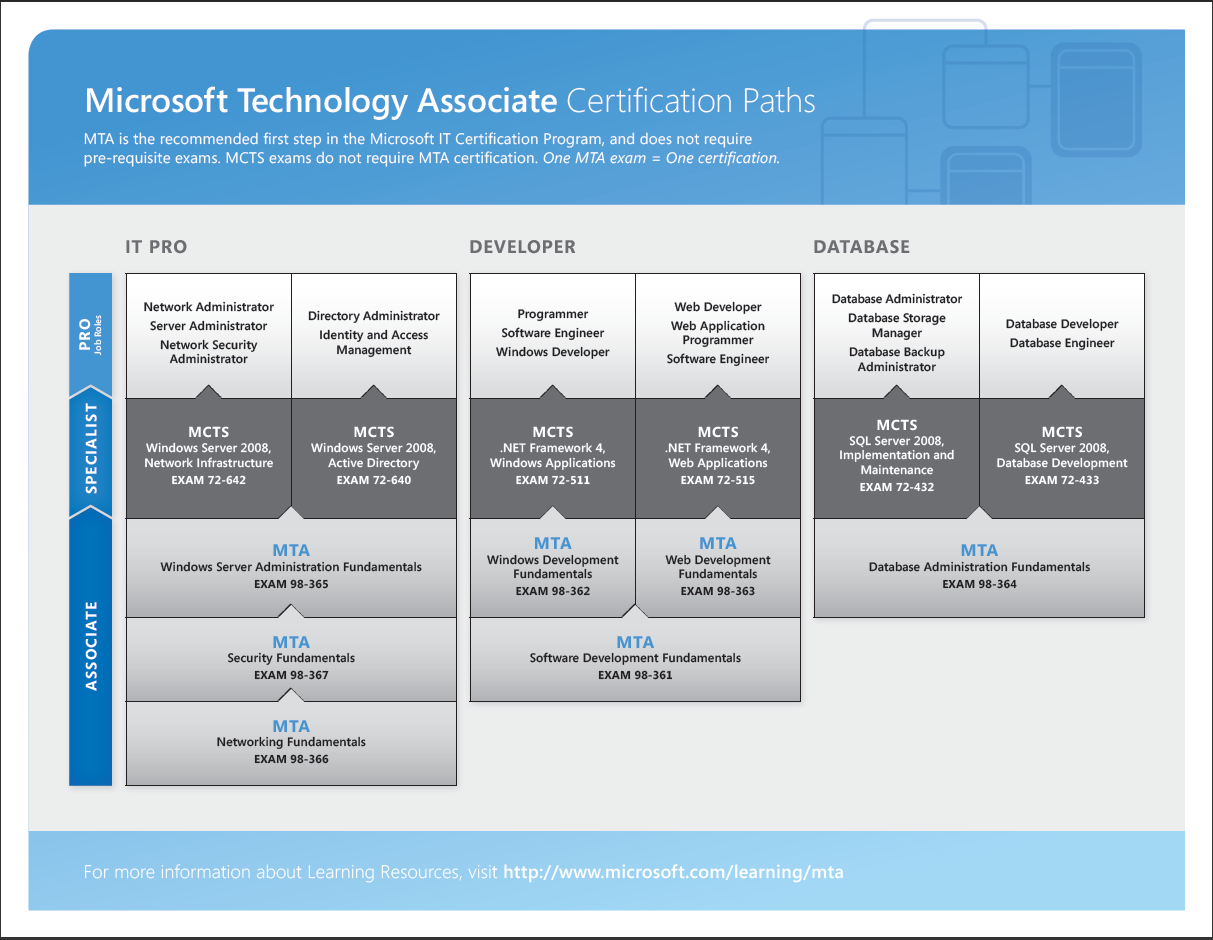 Microsoft Technology Associate Certification Paths
MTA is the recommended first step in the Microsoft IT Certification Program, and does not require
pre-requisite exams. MCTS exams do not require MTA certification. One MTA exam = One certification.
IT PRO
DEVELOPER
DATABASE
PRO
Job Roles
Network Administrator
Server Administrator
Network Security
Administrator
Directory Administrator
Identity and Access
Management
Programmer
Software Engineer
Windows Developer
Web Developer
Web Application
Programmer
Software Engineer
Database Administrator
Database Storage
Manager
Database Backup
Administrator
Database Developer
Database Engineer
SPECIALIST
MCTS
Windows Server 2008,
Network Infrastructure
EXAM 72-642
MCTS
Windows Server 2008,
Active Directory
EXAM 72-640
MCTS
.NET Framework 4,
Windows Applications
EXAM 72-511
MCTS
.NET Framework 4,
Web Applications
EXAM 72-515
MCTS
SQL Server 2008,
Implementation and
Maintenance
EXAM 72-432
MCTS
SQL Server 2008,
Database Development
EXAM 72-433
ASSOCIATE
MTA
Windows Server Administration Fundamentals
EXAM 98-365
MTA
Windows Development
Fundamentals
EXAM 98-362
MTA
Web Development
Fundamentals
EXAM 98-363
MTA
Database Administration Fundamentals
EXAM 98-364
MTA
Security Fundamentals
EXAM 98-367
MTA
Software Development Fundamentals
EXAM 98-361
MTA
Networking Fundamentals
EXAM 98-366
For more information about Learning Resources, visit http://www.microsoft.com/learning/mta